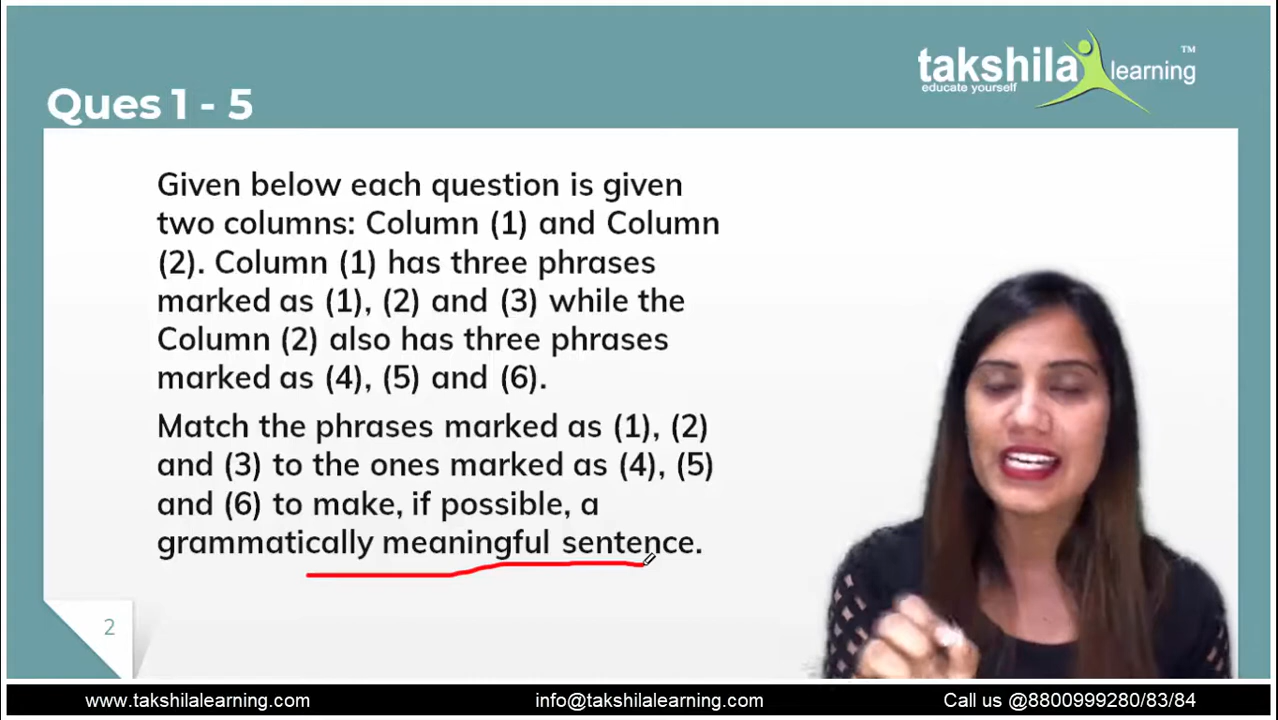 takshila learning ™
educate yourself
Ques 1 - 5
Given below each question is given
two columns: Column (1) and Column
(2). Column (1) has three phrases
marked as (1), (2) and (3) while the
Column (2) also has three phrases
marked as (4), (5) and (6).
Match the phrases marked as (1), (2)
and (3) to the ones marked as (4), (5)
and (6) to make, if possible, a
grammatically meaningful sentence.
2
www.takshilalearning.com
info@takshilalearning.com
Call us @8800999280/83/84